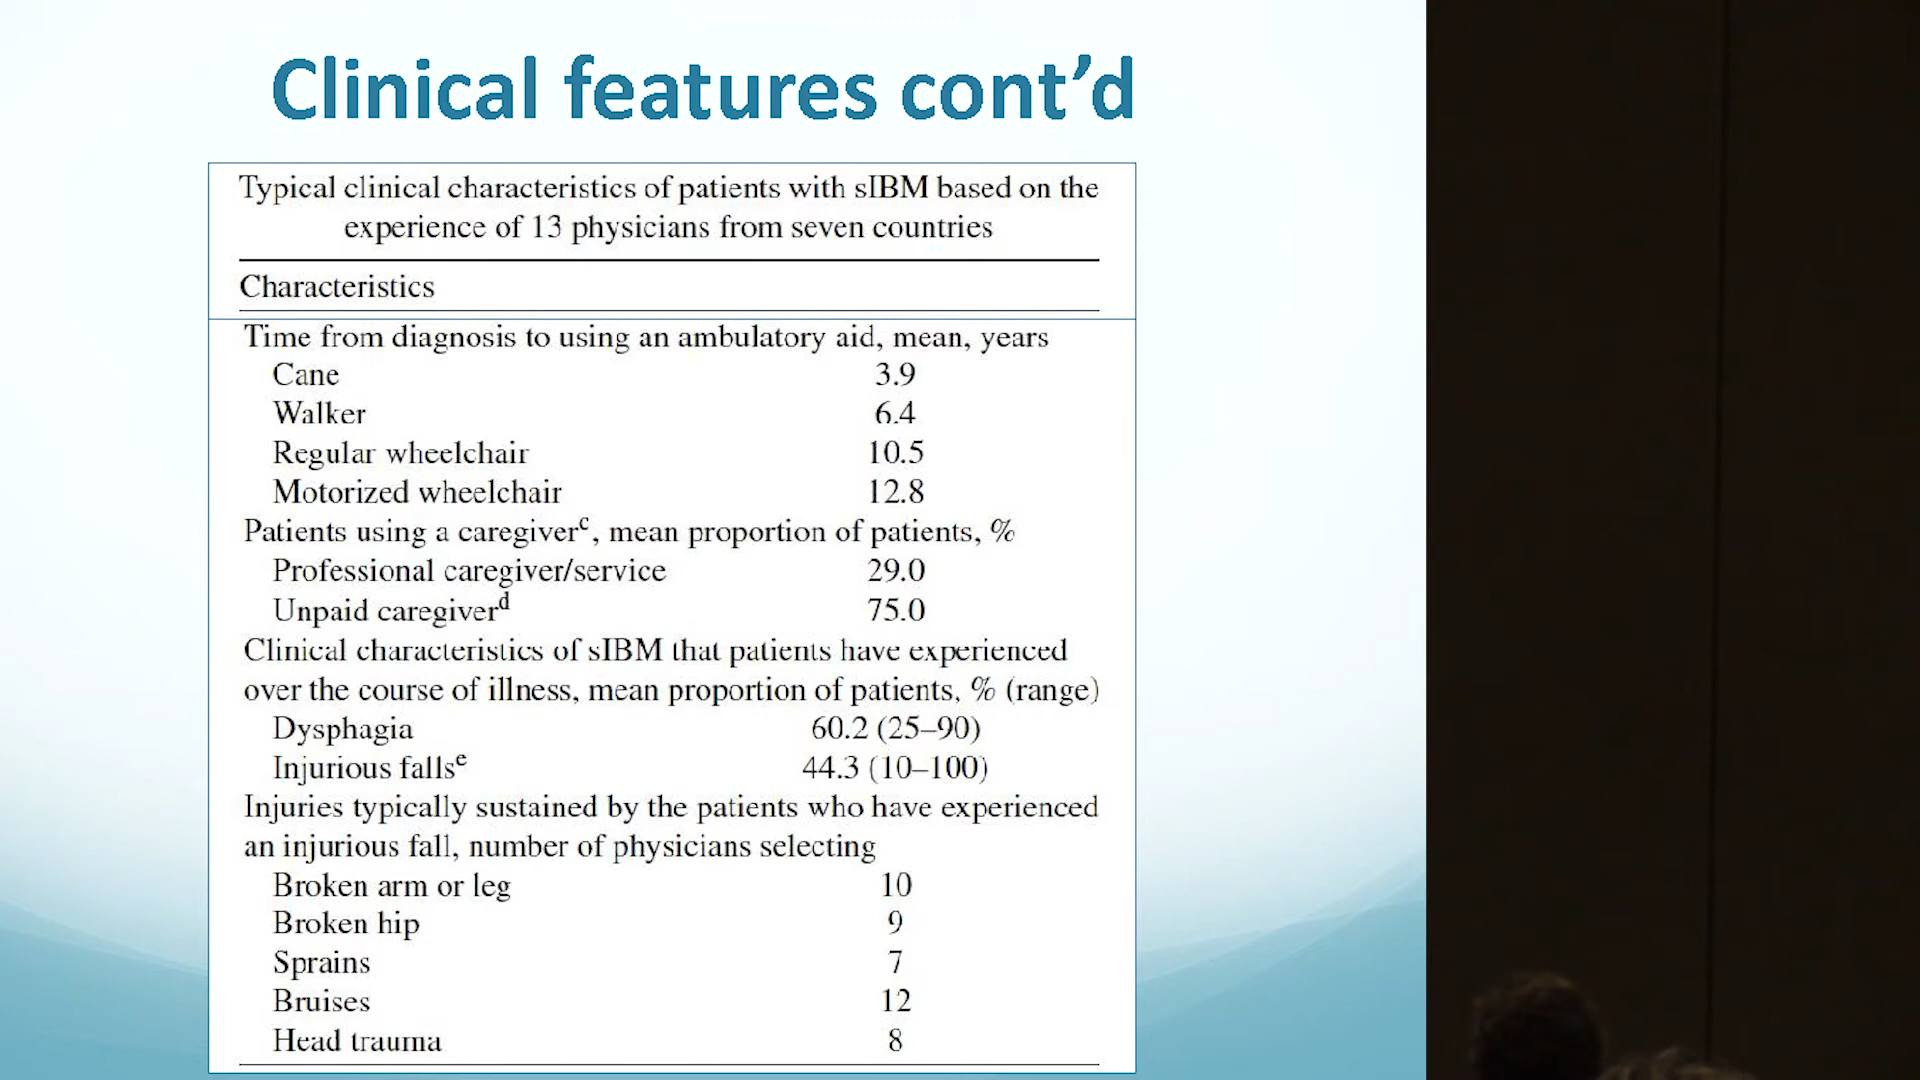 Clinical features cont’d
Typical clinical characteristics of patients with sIBM based on the
experience of 13 physicians from seven countries
Characteristics
Time from diagnosis to using an ambulatory aid, mean, years
Cane 3.9
Walker 6.4
Regular wheelchair 10.5
Motorized wheelchair 12.8
Patients using a caregiverc, mean proportion of patients, %
Professional caregiver/service 29.0
Unpaid caregiverd 75.0
Clinical characteristics of sIBM that patients have experienced
over the course of illness, mean proportion of patients, % (range)
Dysphagia 60.2 (25–90)
Injurious fallse 44.3 (10–100)
Injuries typically sustained by the patients who have experienced
an injurious fall, number of physicians selecting
Broken arm or leg 10
Broken hip 9
Sprains 7
Bruises 12
Head trauma 8